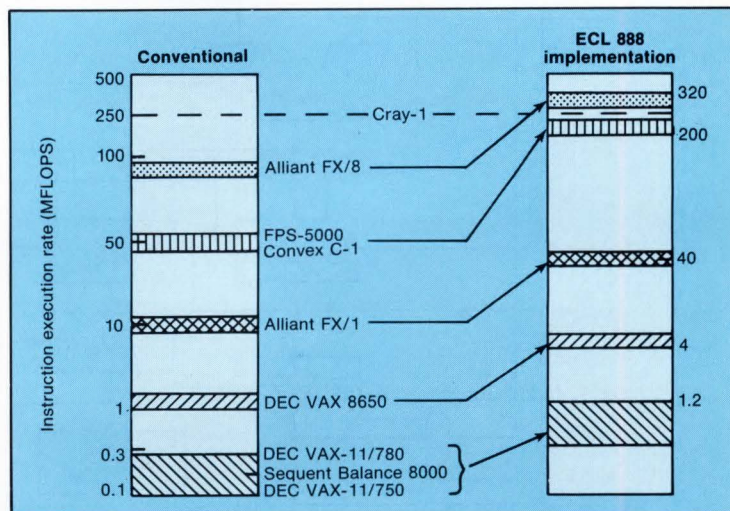 Conventional
ECL 888
implementation
Instruction execution rate (MFLOPS)
500
250
100
50
10
1
0.3
0.1
Cray-1
Alliant FX/8
FPS-5000
Convex C-1
Alliant FX/1
DEC VAX 8650
DEC VAX-11/780
Sequent Balance 8000
DEC VAX-11/750
320
200
40
4
1.2